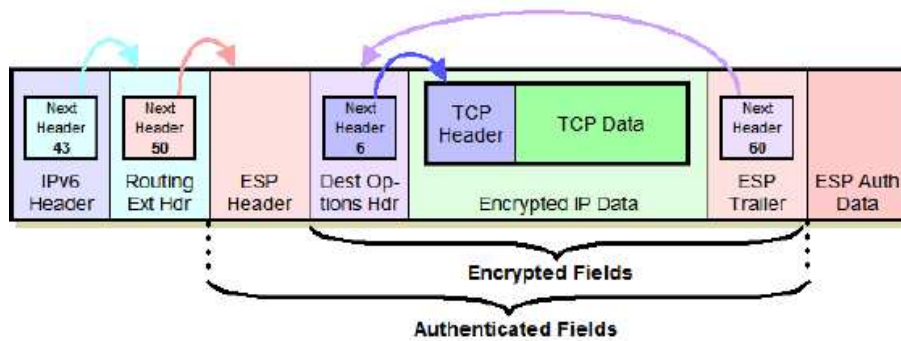 Next
Header
43
IPv6
Header
Next
Header
50
Routing
Ext Hdr
ESP
Header
Next
Header
6
Dest Op-
tions Hdr
TCP
Header
TCP Data
Encrypted IP Data
Next
Header
60
ESP
Trailer
ESP Auth
Data
Encrypted Fields
Authenticated Fields